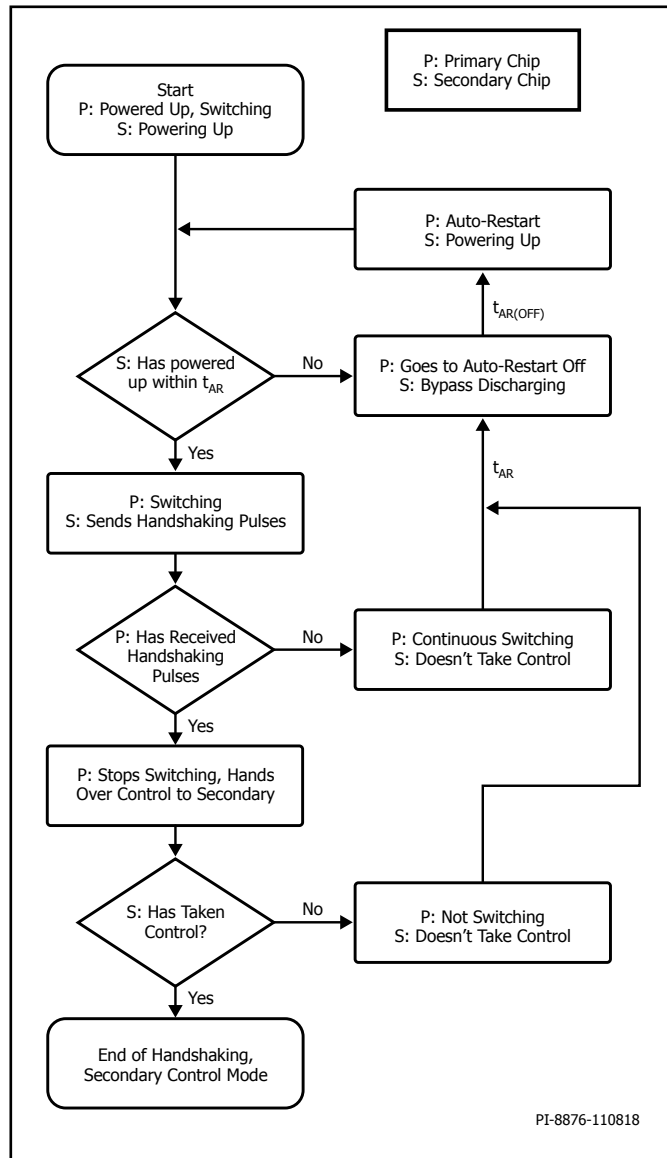 P: Primary Chip
S: Secondary Chip
Start
P: Powered Up, Switching
S: Powering Up
P: Auto-Restart
S: Powering Up
tAR(OFF)
S: Has powered
up within tAR
No
P: Goes to Auto-Restart Off
S: Bypass Discharging
Yes
tAR
P: Switching
S: Sends Handshaking Pulses
P: Has Received
Handshaking
Pulses
No
P: Continuous Switching
S: Doesn't Take Control
Yes
P: Stops Switching, Hands
Over Control to Secondary
S: Has Taken
Control?
No
P: Not Switching
S: Doesn't Take Control
Yes
End of Handshaking,
Secondary Control Mode
PI-8876-110818